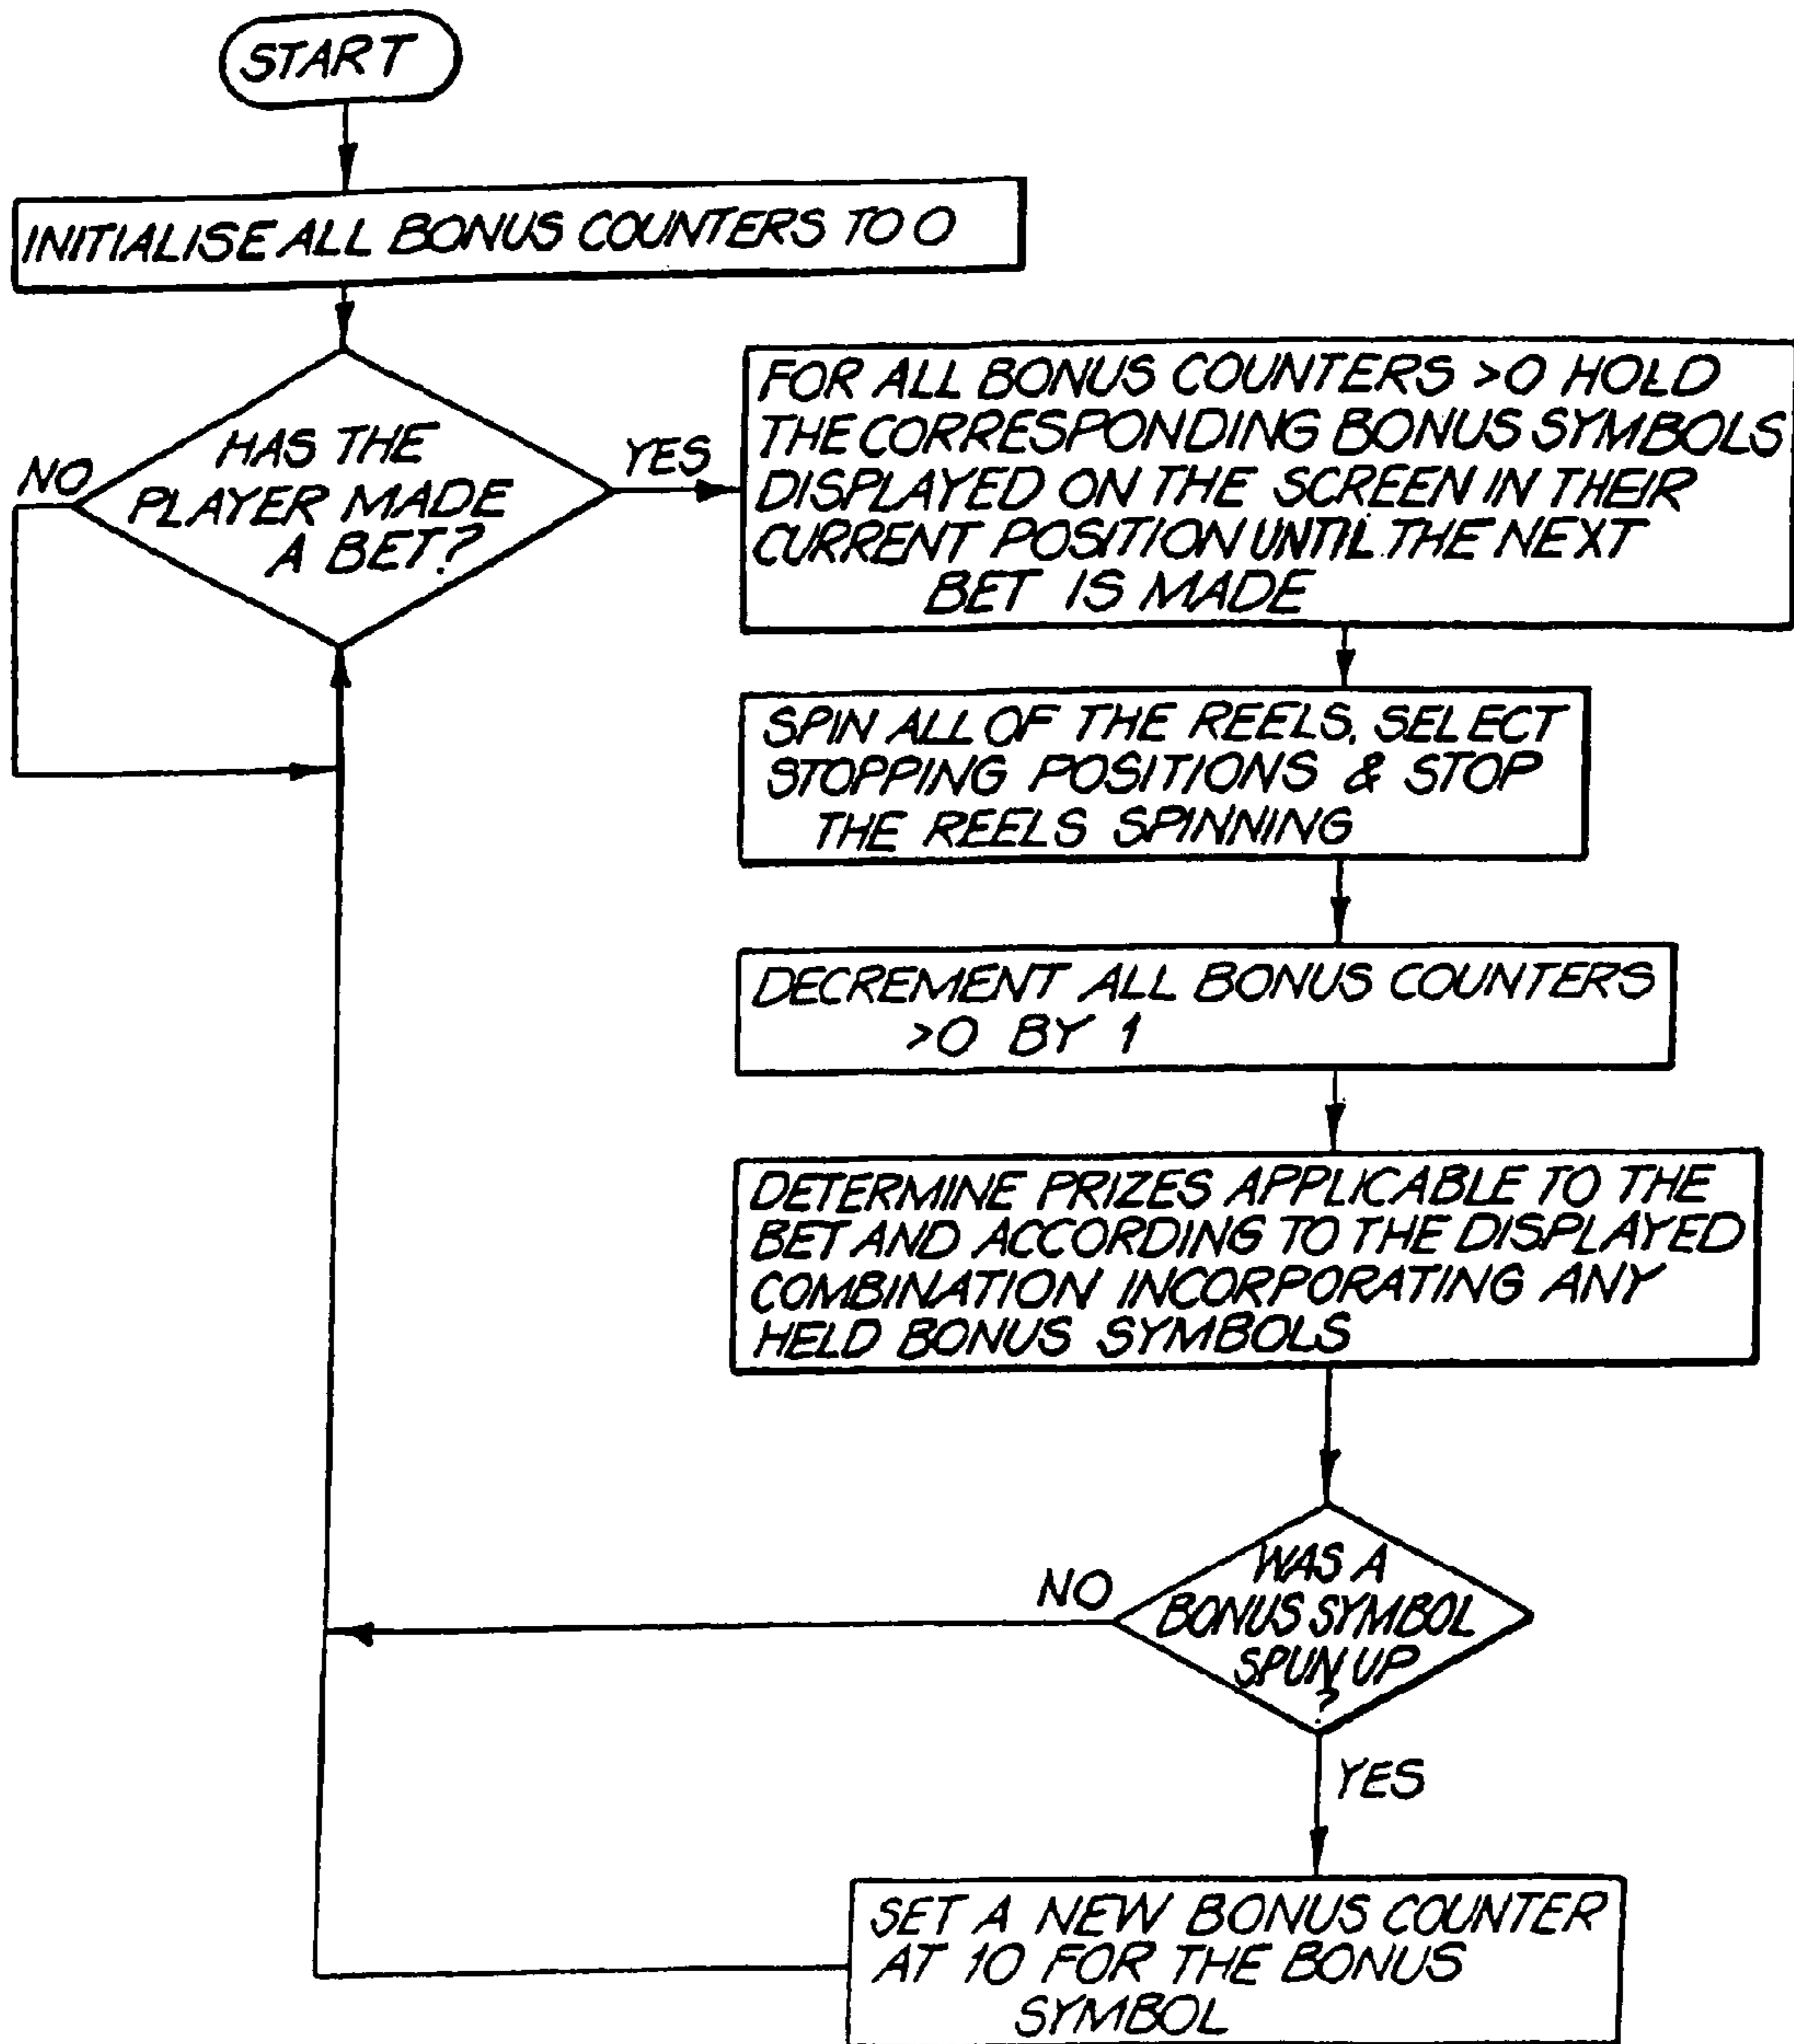 START
INITIALISE ALL BONUS COUNTERS TO 0
HAS THE
PLAYER MADE
A BET?
NO
YES
FOR ALL BONUS COUNTERS >0 HOLD
THE CORRESPONDING BONUS SYMBOLS
DISPLAYED ON THE SCREEN IN THEIR
CURRENT POSITION UNTIL THE NEXT
BET IS MADE
SPIN ALL OF THE REELS, SELECT
STOPPING POSITIONS & STOP
THE REELS SPINNING
DECREMENT ALL BONUS COUNTERS
>0 BY 1
DETERMINE PRIZES APPLICABLE TO THE
BET AND ACCORDING TO THE DISPLAYED
COMBINATION INCORPORATING ANY
HELD BONUS SYMBOLS
WAS A
BONUS SYMBOL
SPUN UP
?
NO
YES
SET A NEW BONUS COUNTER
AT 10 FOR THE BONUS
SYMBOL